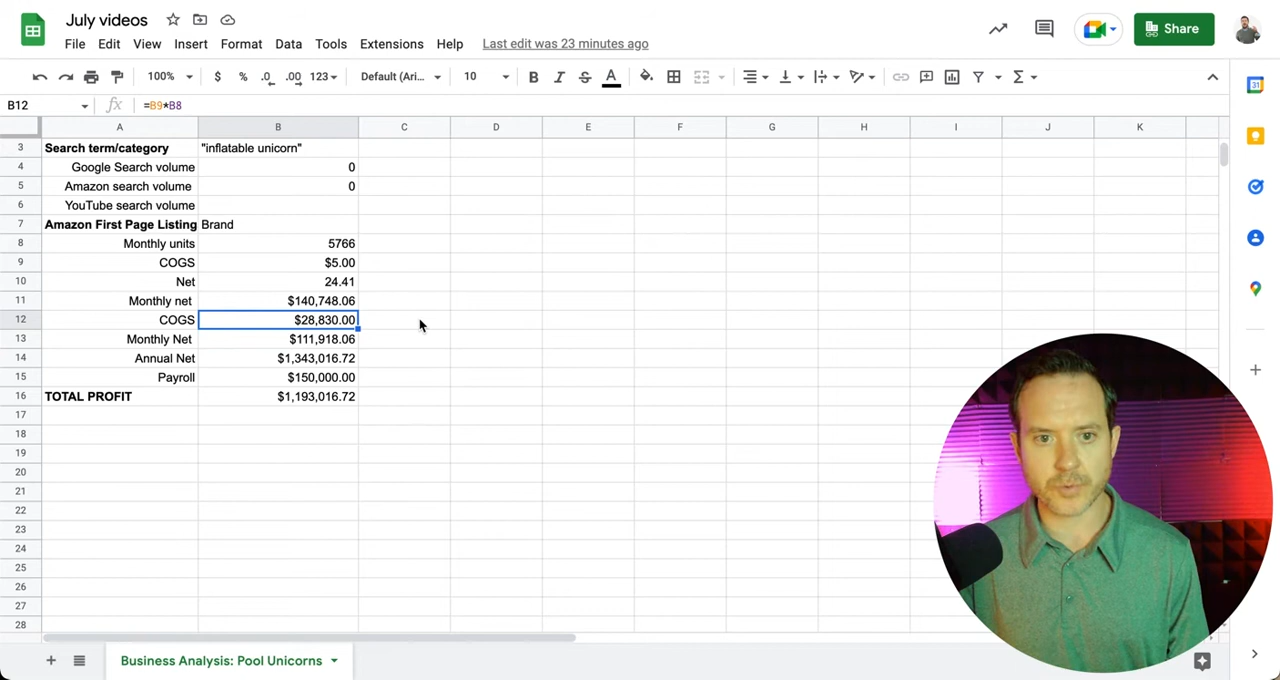 July videos
File Edit View Insert Format Data Tools Extensions Help Last edit was 23 minutes ago
Share
100% $ % .0 .00 123 Default (Ari... 10 B I S A
B12 fx =B9*B8
A B C D E F G H I J K
3 Search term/category "inflatable unicorn"
4 Google Search volume 0
5 Amazon search volume 0
6 YouTube search volume
7 Amazon First Page Listing Brand
8 Monthly units 5766
9 COGS $5.00
10 Net 24.41
11 Monthly net $140,748.06
12 COGS $28,830.00
13 Monthly Net $111,918.06
14 Annual Net $1,343,016.72
15 Payroll $150,000.00
16 TOTAL PROFIT $1,193,016.72
17
18
19
20
21
22
23
24
25
26
27
28
Business Analysis: Pool Unicorns
31